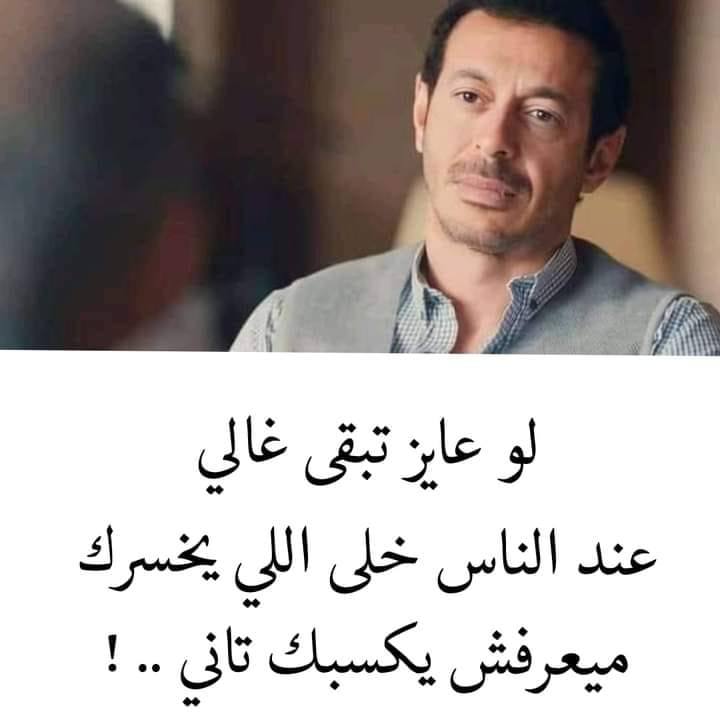 لو عايز تبقى غالي
عند الناس خلى اللي يخسرك
ميعرفش يكسبك تاني .. !